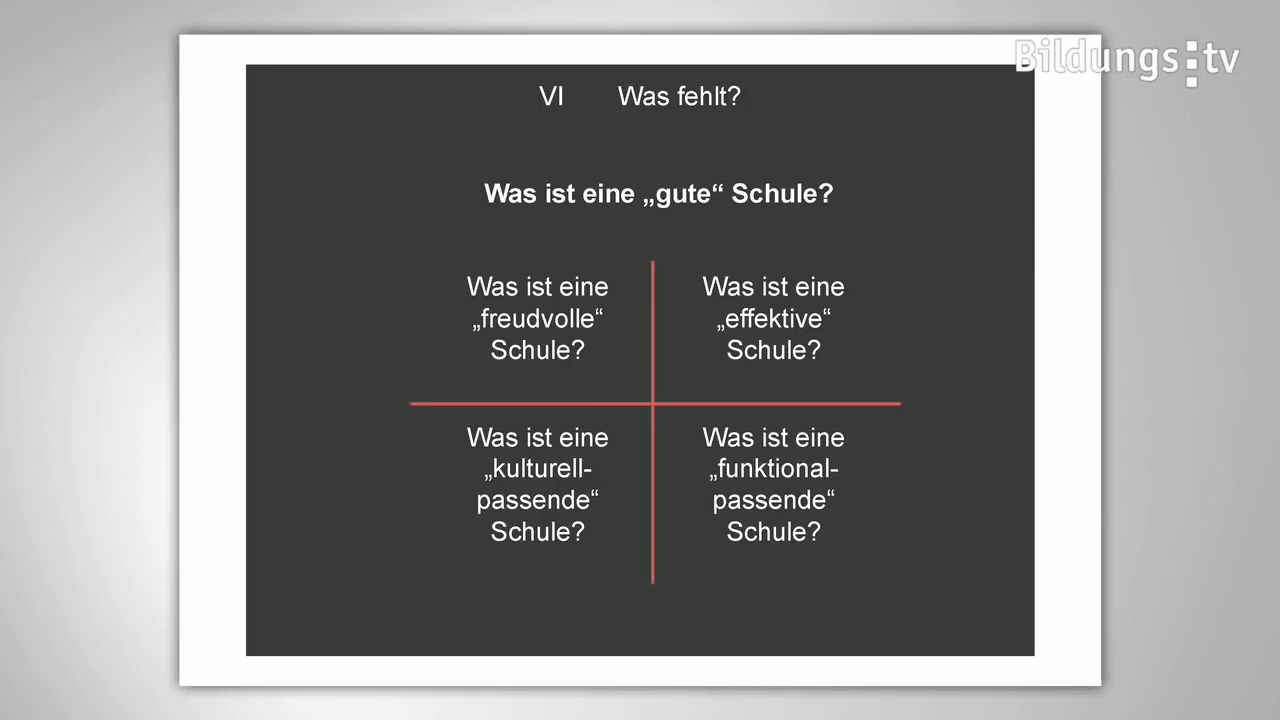 Bildungs:tv
VI Was fehlt?
Was ist eine „gute“ Schule?
Was ist eine
„freudvolle“
Schule?
Was ist eine
„effektive“
Schule?
Was ist eine
„kulturell-
passende“
Schule?
Was ist eine
„funktional-
passende“
Schule?